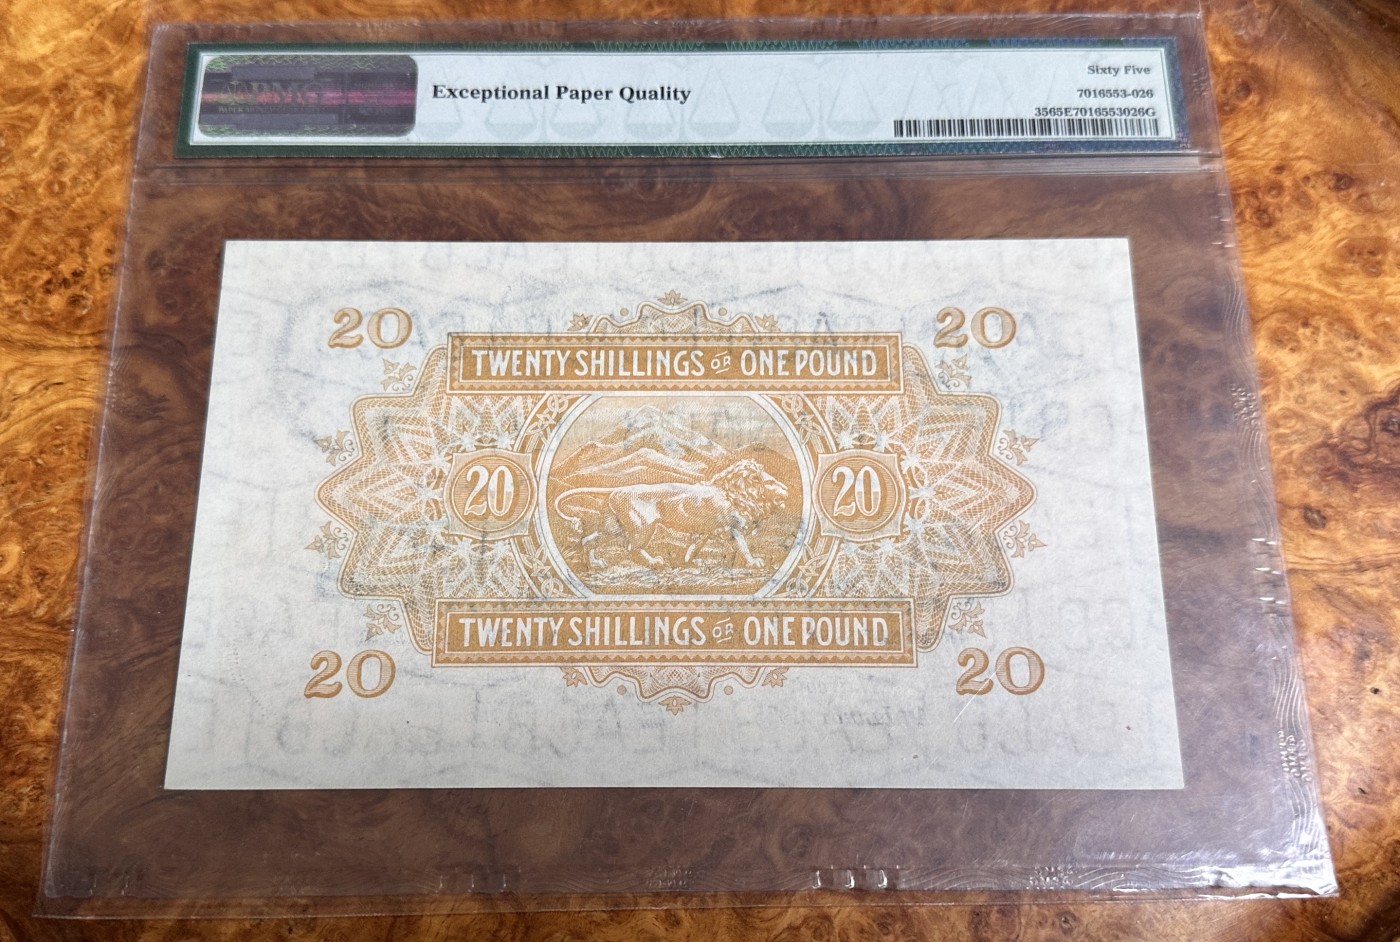 Exceptional Paper Quality
Sixty Five
7016553-026
3565E7016553026G
20 20
TWENTY SHILLINGS OR ONE POUND
20 20
TWENTY SHILLINGS OR ONE POUND
20 20